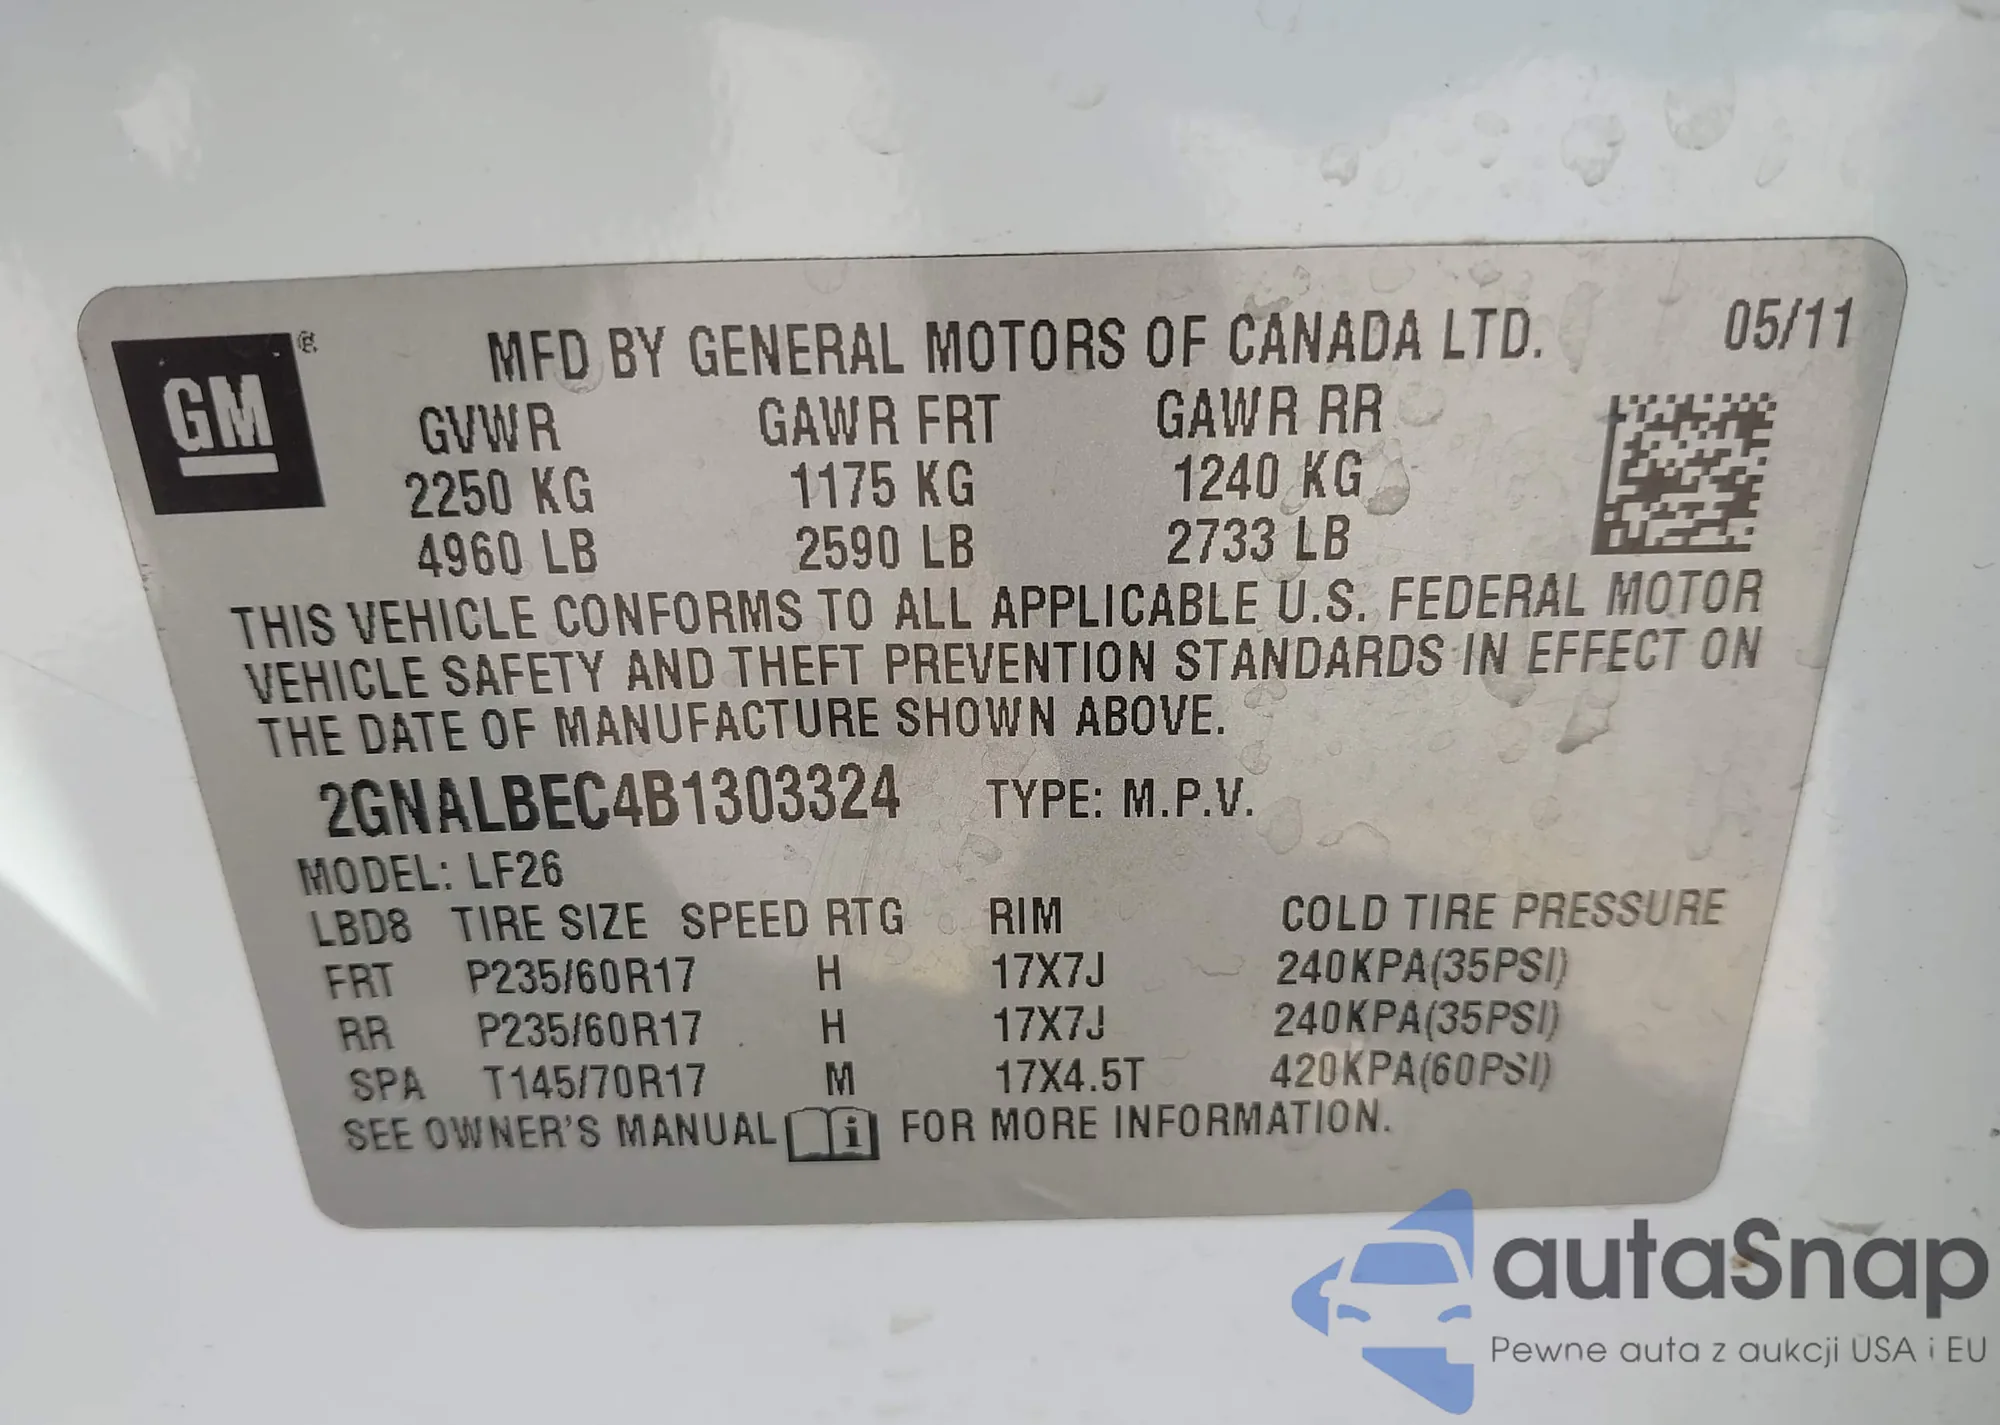 GM ®
MFD BY GENERAL MOTORS OF CANADA LTD. 05/11
GVWR GAWR FRT GAWR RR
2250 KG 1175 KG 1240 KG
4960 LB 2590 LB 2733 LB
THIS VEHICLE CONFORMS TO ALL APPLICABLE U.S. FEDERAL MOTOR
VEHICLE SAFETY AND THEFT PREVENTION STANDARDS IN EFFECT ON
THE DATE OF MANUFACTURE SHOWN ABOVE.
2GNALBEC4B1303324 TYPE: M.P.V.
MODEL: LF26
LBD8 TIRE SIZE SPEED RTG RIM COLD TIRE PRESSURE
FRT P235/60R17 H 17X7J 240KPA(35PSI)
RR P235/60R17 H 17X7J 240KPA(35PSI)
SPA T145/70R17 M 17X4.5T 420KPA(60PSI)
SEE OWNER'S MANUAL i FOR MORE INFORMATION.
autaSnap
Pewne auta z aukcji USA i EU